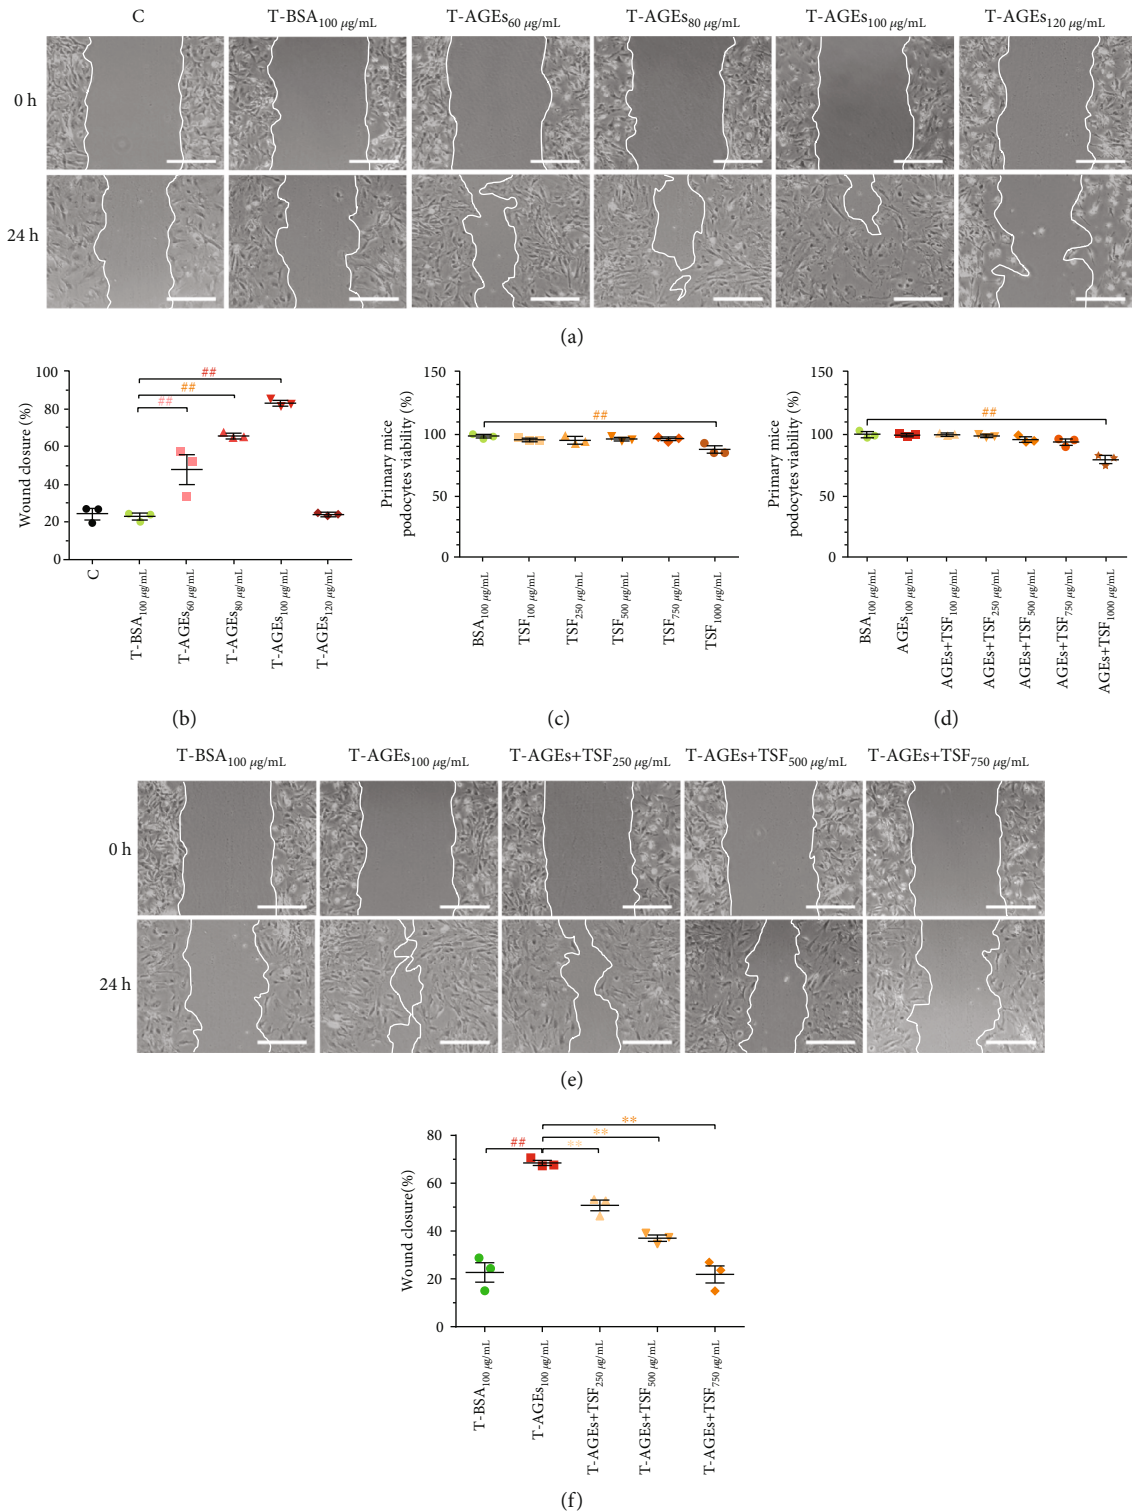 C T-BSA100 μg/mL T-AGEs60 μg/mL T-AGEs80 μg/mL T-AGEs100 μg/mL T-AGEs120 μg/mL
0 h
24 h
(a)
Wound closure (%)
100
80
60
40
20
0
##
##
##
C
T-BSA100 μg/mL
T-AGEs60 μg/mL
T-AGEs80 μg/mL
T-AGEs100 μg/mL
T-AGEs120 μg/mL
(b)
Primary mice
podocytes viability (%)
150
100
50
0
##
BSA100 μg/mL
TSF100 μg/mL
TSF250 μg/mL
TSF500 μg/mL
TSF750 μg/mL
TSF1000 μg/mL
(c)
Primary mice
podocytes viability (%)
150
100
50
0
##
BSA100 μg/mL
AGEs100 μg/mL
AGEs+TSF100 μg/mL
AGEs+TSF250 μg/mL
AGEs+TSF500 μg/mL
AGEs+TSF750 μg/mL
AGEs+TSF1000 μg/mL
(d)
T-BSA100 μg/mL T-AGEs100 μg/mL T-AGEs+TSF250 μg/mL T-AGEs+TSF500 μg/mL T-AGEs+TSF750 μg/mL
0 h
24 h
(e)
Wound closure(%)
80
60
40
20
0
##
**
**
**
T-BSA100 μg/mL
T-AGEs100 μg/mL
T-AGEs+TSF250 μg/mL
T-AGEs+TSF500 μg/mL
T-AGEs+TSF750 μg/mL
(f)